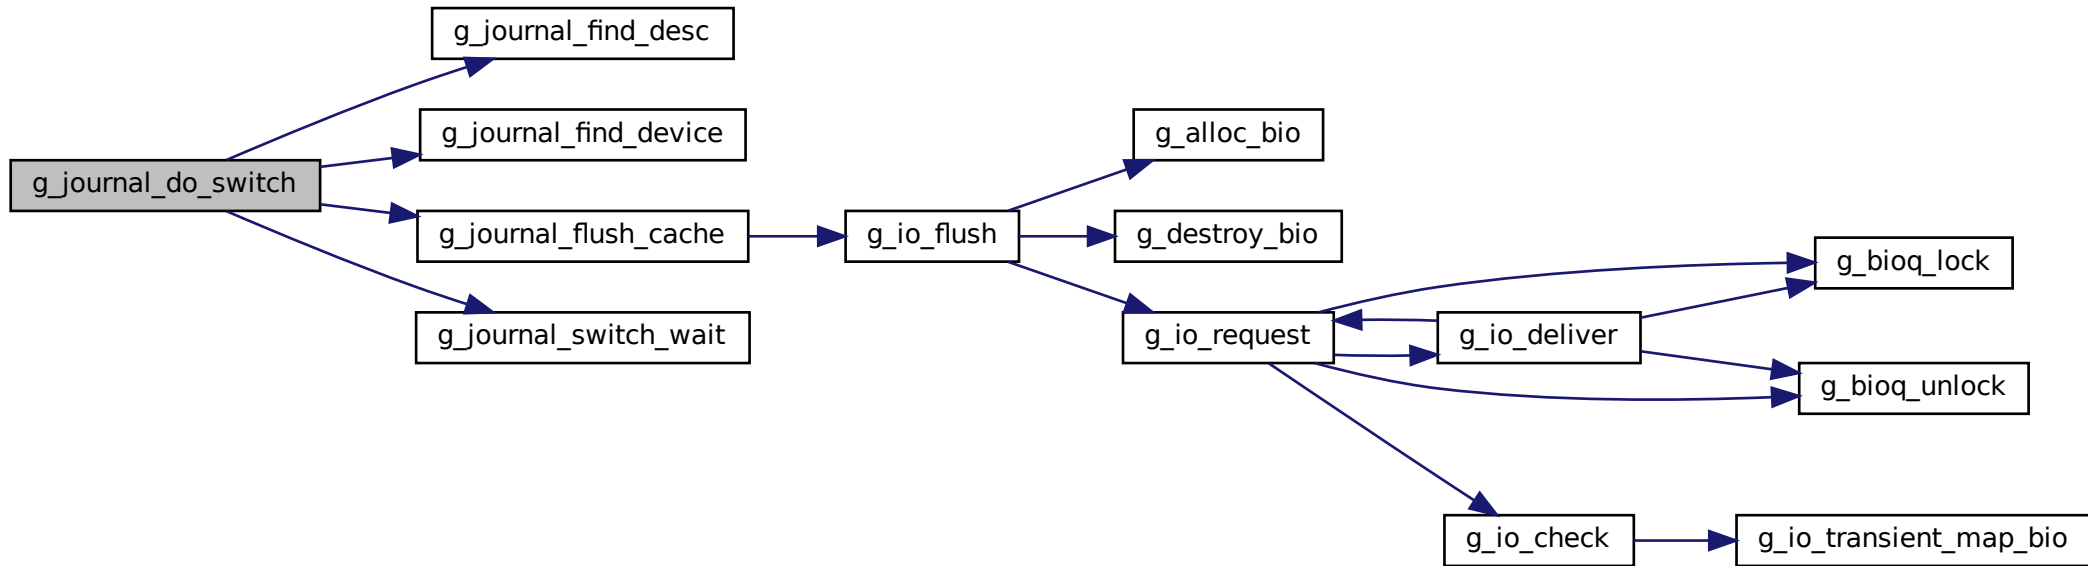 g_journal_find_desc
g_journal_find_device
g_alloc_bio
g_journal_do_switch
g_journal_flush_cache
g_io_flush
g_destroy_bio
g_bioq_lock
g_journal_switch_wait
g_io_request
g_io_deliver
g_bioq_unlock
g_io_check
g_io_transient_map_bio